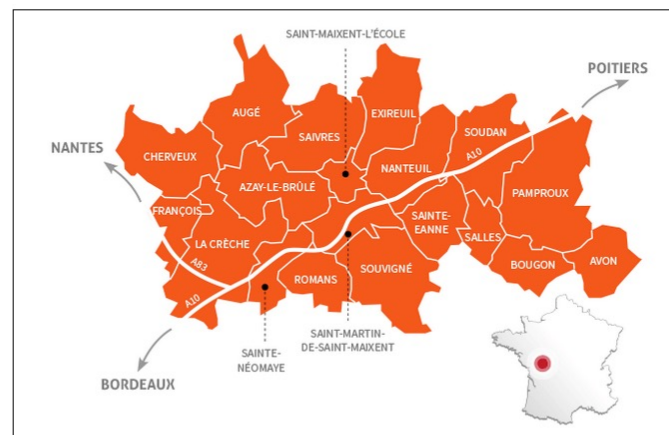 SAINT-MAIXENT-L'ÉCOLE
POITIERS
AUGÉ
EXIREUIL
SAIVRES
SOUDAN
NANTES
CHERVEUX
A10
NANTEUIL
AZAY-LE-BRÛLÉ
PAMPROUX
FRANÇOIS
SAINTE-
EANNE
LA CRÈCHE
SALLES
A83
BOUGON
AVON
ROMANS
SOUVIGNÉ
A10
SAINT-MARTIN-
DE-SAINT-MAIXENT
SAINTE-
NÉOMAYE
BORDEAUX